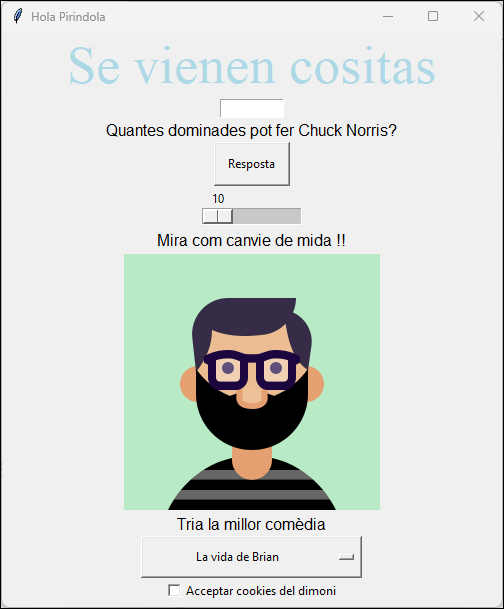 Hola Pirindola
Se vienen cositas
Quantes dominades pot fer Chuck Norris?
Resposta
10
Mira com canvie de mida !!
Tria la millor comèdia
La vida de Brian
Acceptar cookies del dimoni